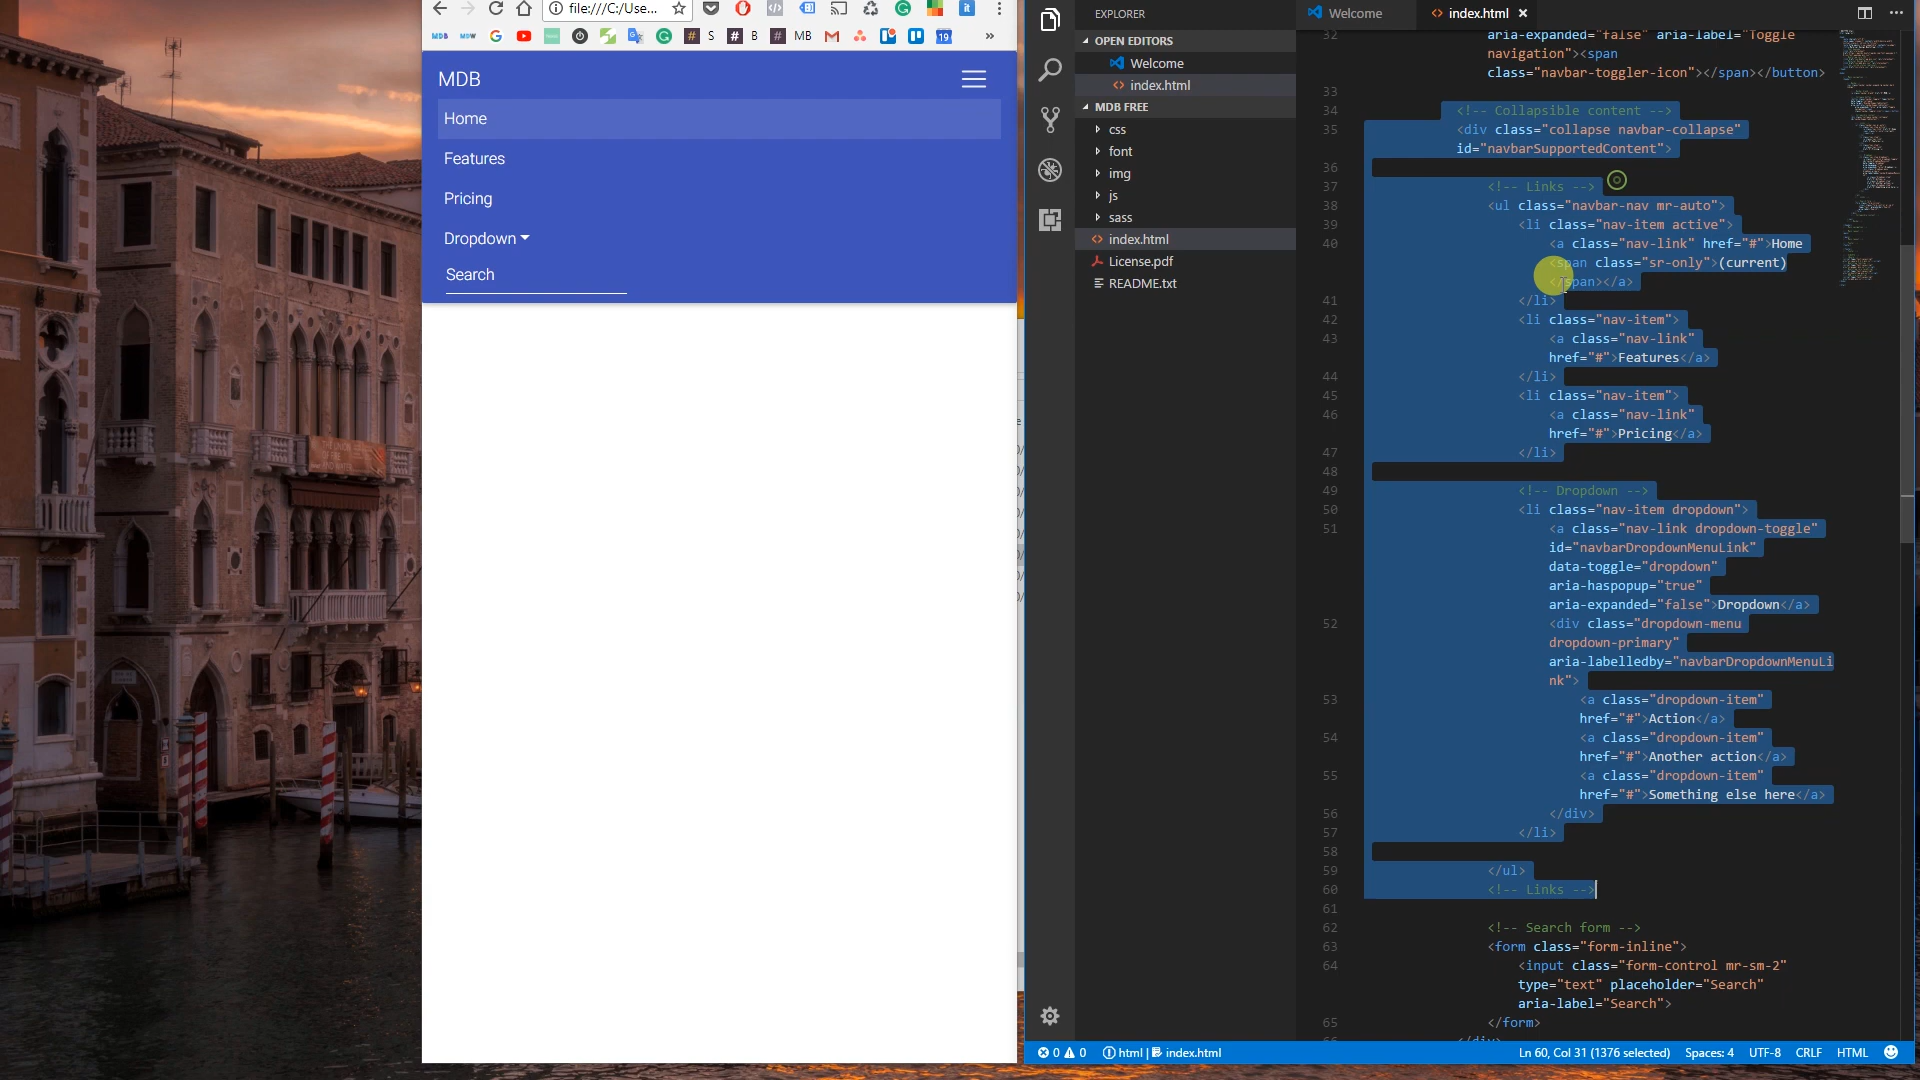 file:///C:/Use...
MDB
MDW
S
B
MB
19
»
MDB
Home
Features
Pricing
Dropdown
Search
EXPLORER
OPEN EDITORS
Welcome
index.html
MDB FREE
css
font
img
js
sass
index.html
License.pdf
README.txt
Welcome
index.html
32 aria-expanded="false" aria-label="Toggle
navigation"><span
class="navbar-toggler-icon"></span></button>
33
34 <!-- Collapsible content -->
35 <div class="collapse navbar-collapse"
id="navbarSupportedContent">
36
37 <!-- Links -->
38 <ul class="navbar-nav mr-auto">
39 <li class="nav-item active">
40 <a class="nav-link" href="#">Home
<span class="sr-only">(current)
</span></a>
41 </li>
42 <li class="nav-item">
43 <a class="nav-link"
href="#">Features</a>
44 </li>
45 <li class="nav-item">
46 <a class="nav-link"
href="#">Pricing</a>
47 </li>
48
49 <!-- Dropdown -->
50 <li class="nav-item dropdown">
51 <a class="nav-link dropdown-toggle"
id="navbarDropdownMenuLink"
data-toggle="dropdown"
aria-haspopup="true"
aria-expanded="false">Dropdown</a>
52 <div class="dropdown-menu
dropdown-primary"
aria-labelledby="navbarDropdownMenuLi
nk">
53 <a class="dropdown-item"
href="#">Action</a>
54 <a class="dropdown-item"
href="#">Another action</a>
55 <a class="dropdown-item"
href="#">Something else here</a>
56 </div>
57 </li>
58
59 </ul>
60 <!-- Links -->
61
62 <!-- Search form -->
63 <form class="form-inline">
64 <input class="form-control mr-sm-2"
type="text" placeholder="Search"
aria-label="Search">
65 </form>
66 </div>
0 0 html | index.html
Ln 60, Col 31 (1376 selected) Spaces: 4 UTF-8 CRLF HTML